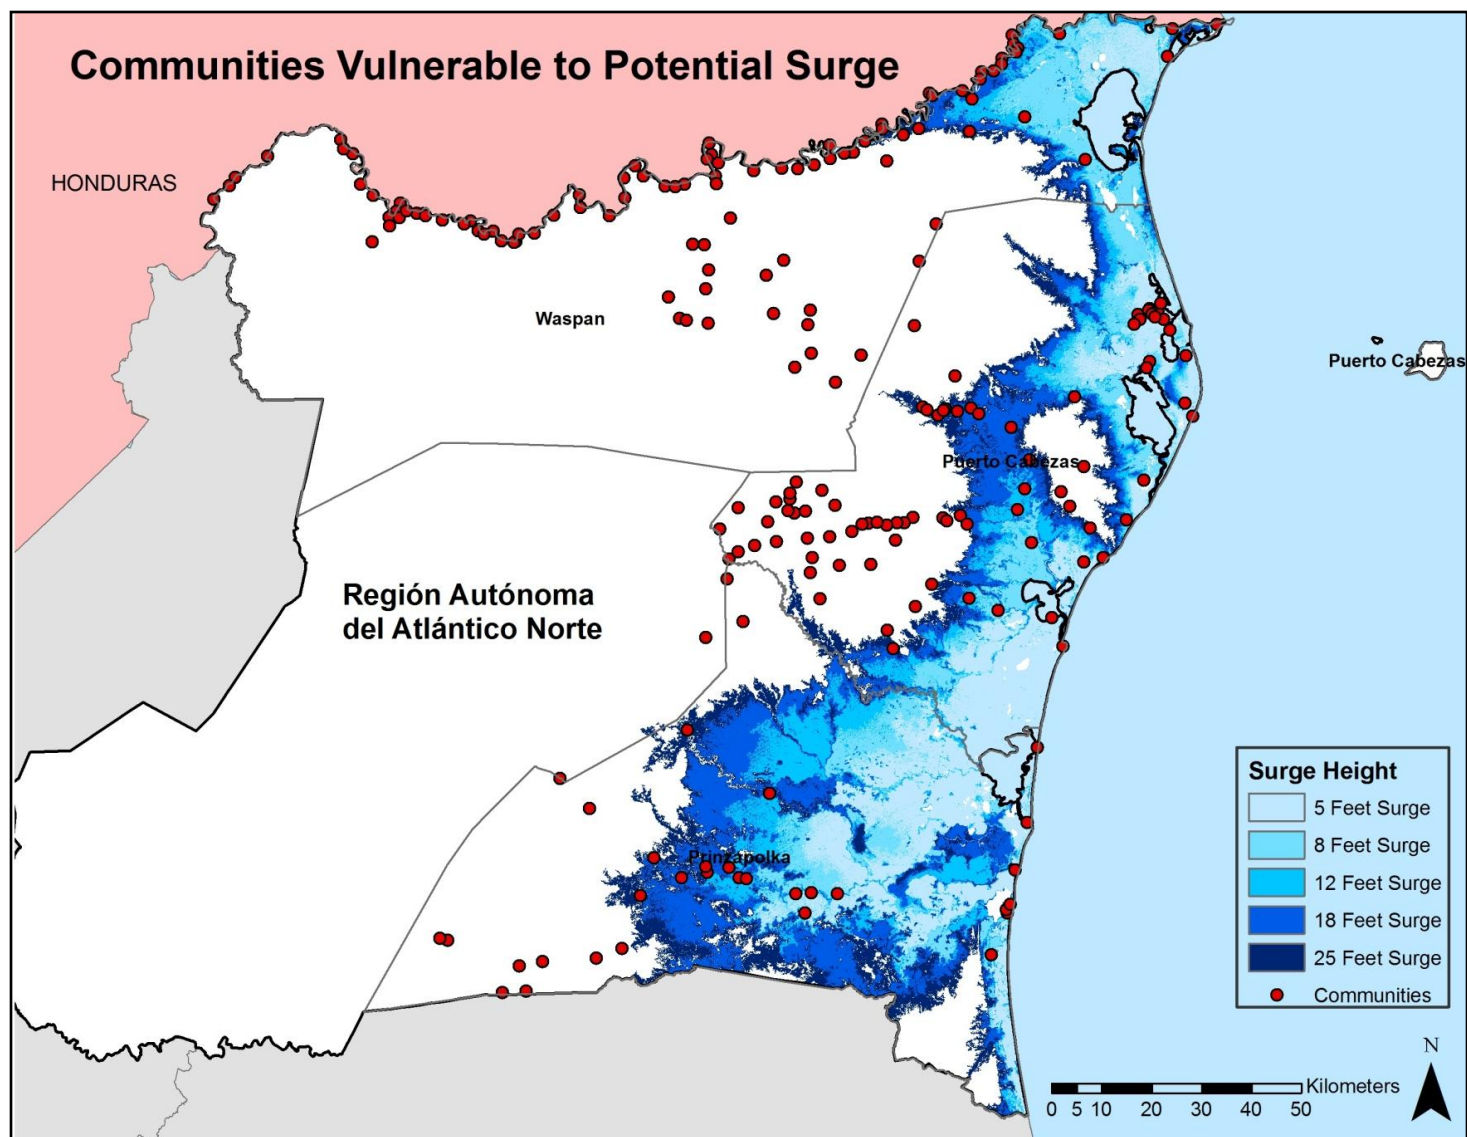 Communities Vulnerable to Potential Surge
HONDURAS
Waspan
Puerto Cabezas
Puerto Cabezas
Región Autónoma
del Atlántico Norte
Prinzapolka
Surge Height
5 Feet Surge
8 Feet Surge
12 Feet Surge
18 Feet Surge
25 Feet Surge
Communities
N
Kilometers
0 5 10 20 30 40 50